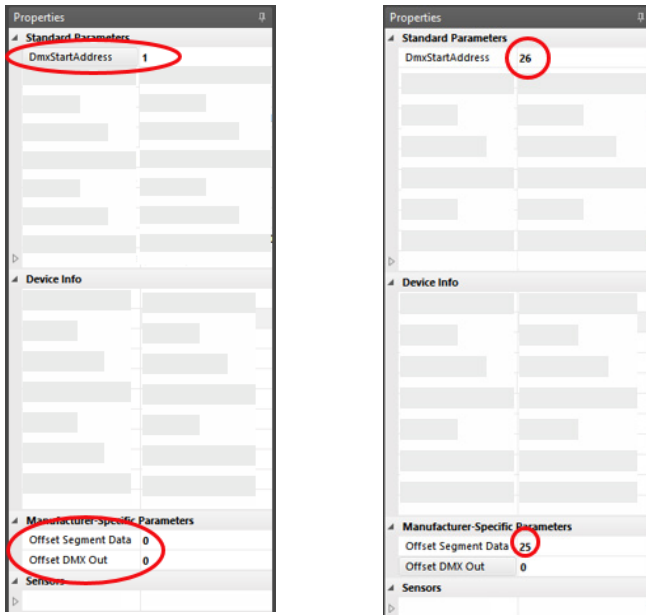 Properties
Standard Parameters
DmxStartAddress 1
Device Info
Manufacturer-Specific Parameters
Offset Segment Data 0
Offset DMX Out 0
Sensors
Properties
Standard Parameters
DmxStartAddress 26
Device Info
Manufacturer-Specific Parameters
Offset Segment Data 25
Offset DMX Out 0
Sensors